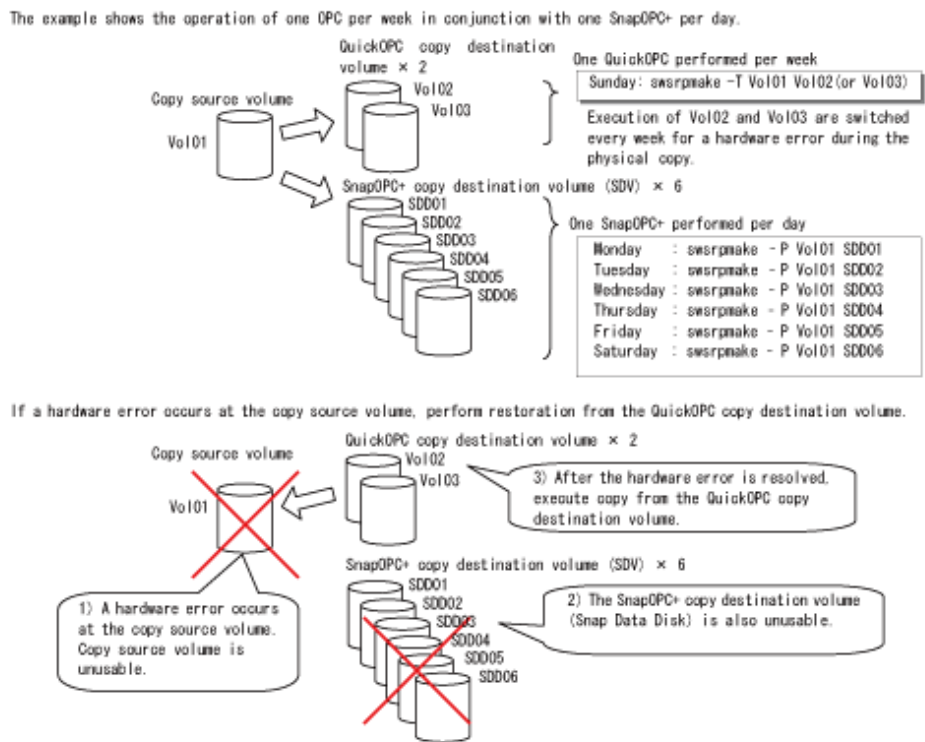 The example shows the operation of one OPC per week in conjunction with one SnapOPC+ per day.
QuickOPC copy destination
volume × 2
Vol02
Vol03
Copy source volume
Vol01
One QuickOPC performed per week
Sunday: swsrpmake -T Vol01 Vol02(or Vol03)
Execution of Vol02 and Vol03 are switched
every week for a hardware error during the
physical copy.
SnapOPC+ copy destination volume (SDV) × 6
SDD01
SDD02
SDD03
SDD04
SDD05
SDD06
One SnapOPC+ performed per day
Monday : swsrpmake - P Vol01 SDD01
Tuesday : swsrpmake - P Vol01 SDD02
Wednesday : swsrpmake - P Vol01 SDD03
Thursday : swsrpmake - P Vol01 SDD04
Friday : swsrpmake - P Vol01 SDD05
Saturday : swsrpmake - P Vol01 SDD06
If a hardware error occurs at the copy source volume, perform restoration from the QuickOPC copy destination volume.
QuickOPC copy destination volume × 2
Vol02
Vol03
Copy source volume
Vol01
3) After the hardware error is resolved,
execute copy from the QuickOPC copy
destination volume.
SnapOPC+ copy destination volume (SDV) × 6
SDD01
SDD02
SDD03
SDD04
SDD05
SDD06
1) A hardware error occurs
at the copy source volume.
Copy source volume is
unusable.
2) The SnapOPC+ copy destination volume
(Snap Data Disk) is also unusable.